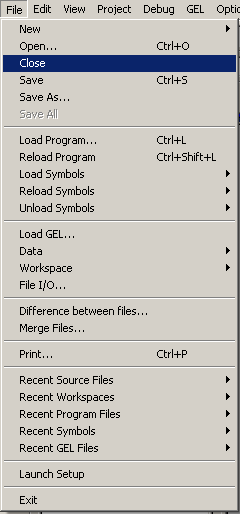 File Edit View Project Debug GEL Optio
New
Open... Ctrl+O
Close
Save Ctrl+S
Save As...
Save All
Load Program... Ctrl+L
Reload Program Ctrl+Shift+L
Load Symbols
Reload Symbols
Unload Symbols
Load GEL...
Data
Workspace
File I/O...
Difference between files...
Merge Files...
Print... Ctrl+P
Recent Source Files
Recent Workspaces
Recent Program Files
Recent Symbols
Recent GEL Files
Launch Setup
Exit